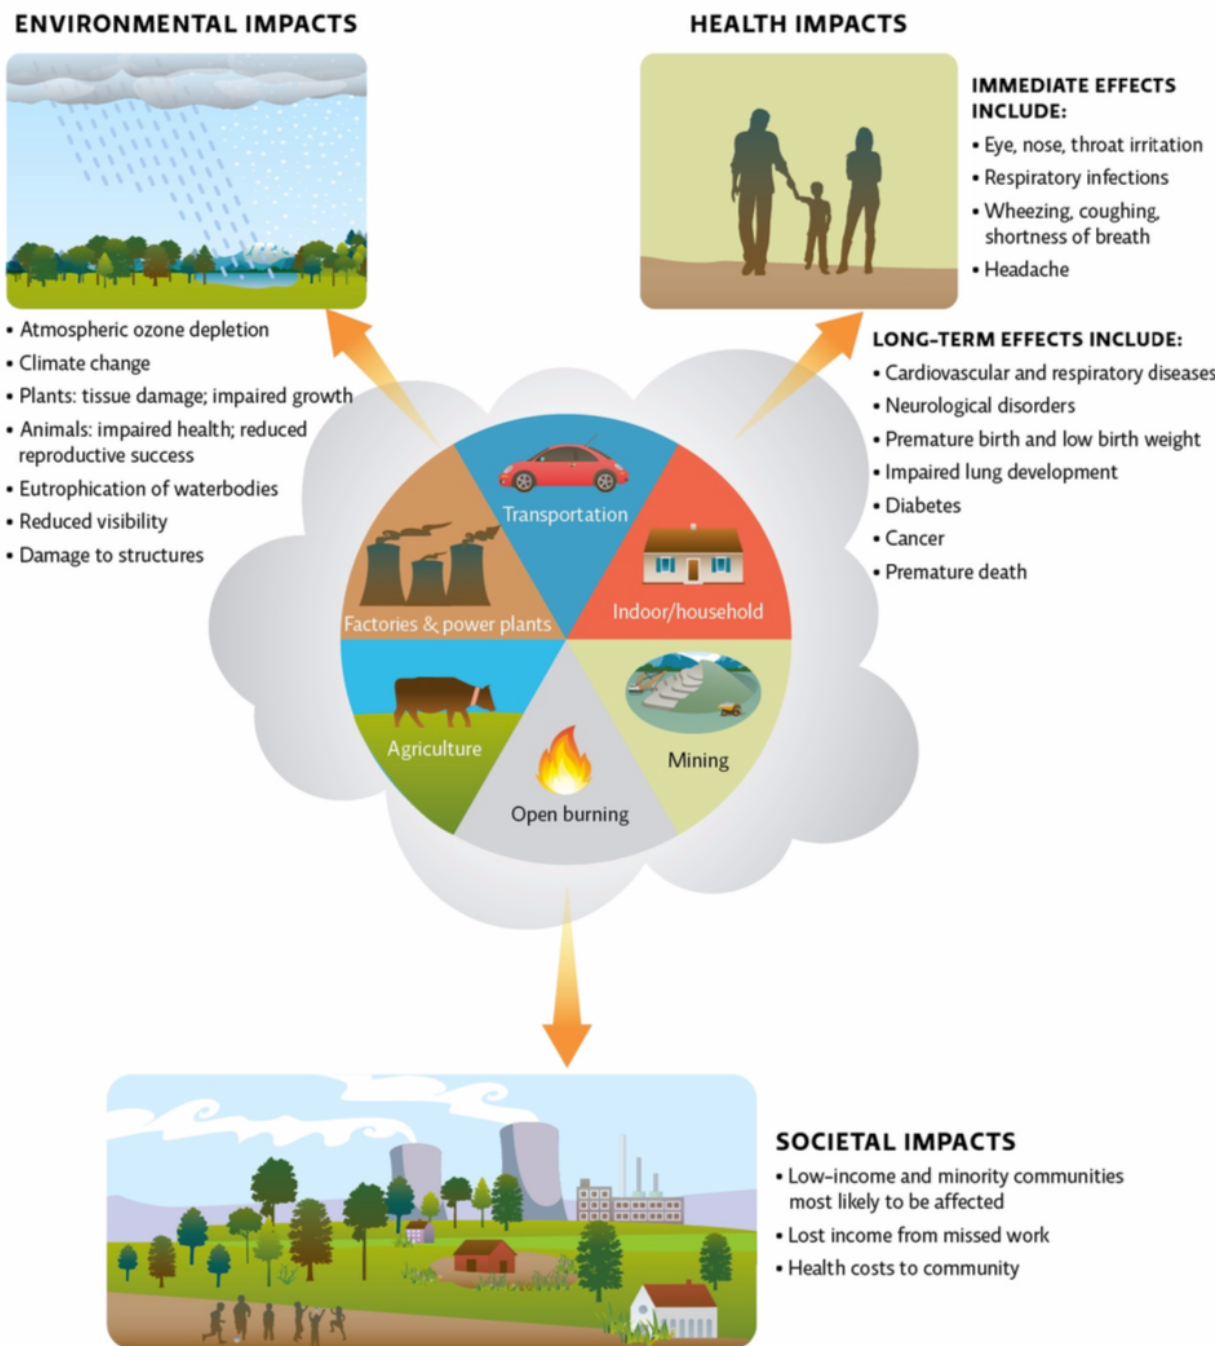 ENVIRONMENTAL IMPACTS
• Atmospheric ozone depletion
• Climate change
• Plants: tissue damage; impaired growth
• Animals: impaired health; reduced
reproductive success
• Eutrophication of waterbodies
• Reduced visibility
• Damage to structures
HEALTH IMPACTS
IMMEDIATE EFFECTS
INCLUDE:
• Eye, nose, throat irritation
• Respiratory infections
• Wheezing, coughing,
shortness of breath
• Headache
LONG-TERM EFFECTS INCLUDE:
• Cardiovascular and respiratory diseases
• Neurological disorders
• Premature birth and low birth weight
• Impaired lung development
• Diabetes
• Cancer
• Premature death
Transportation
Indoor/household
Factories & power plants
Agriculture
Mining
Open burning
SOCIETAL IMPACTS
• Low-income and minority communities
most likely to be affected
• Lost income from missed work
• Health costs to community